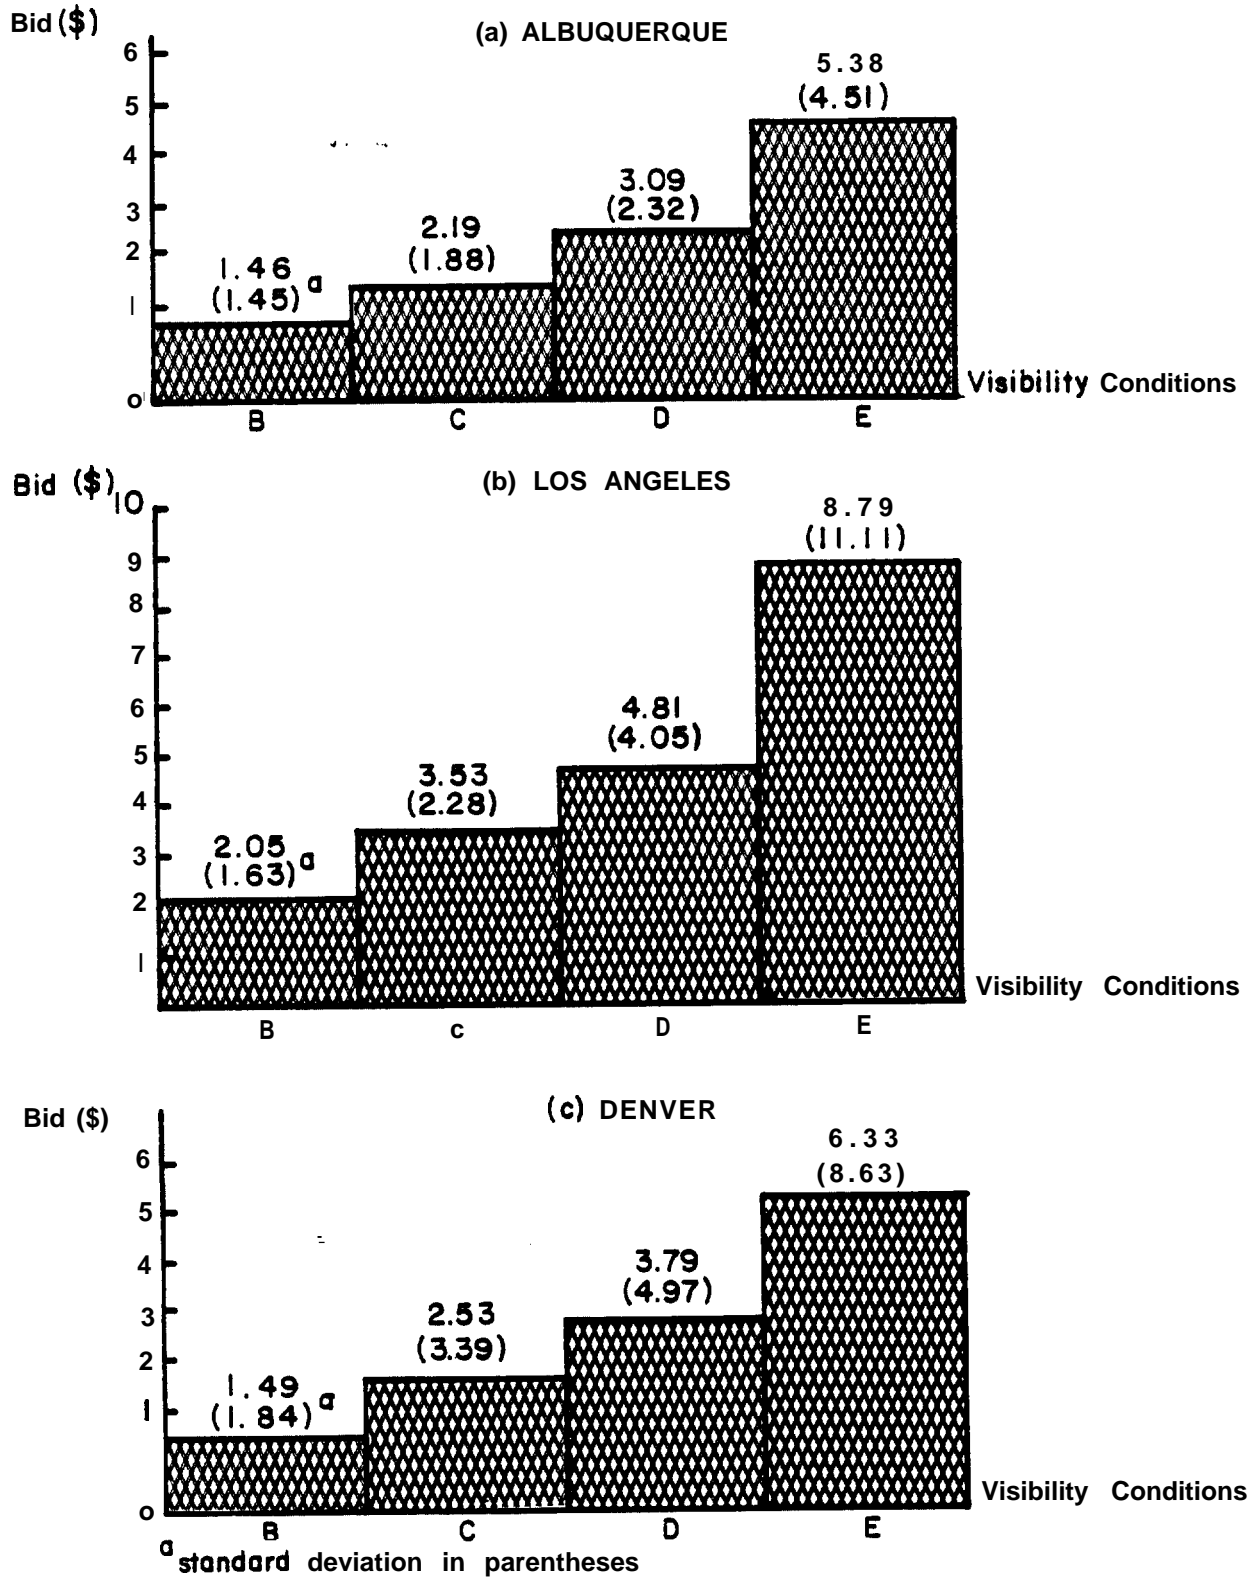 Bid ($)
(a) ALBUQUERQUE
6
5.38
(4.51)
5
4
3.09
(2.32)
3
2.19
(1.88)
2
1.46
(1.45) a
1
0
Visibility Conditions
B C D E
Bid ($)
(b) LOS ANGELES
10
8.79
(11.11)
9
8
7
6
4.81
(4.05)
5
3.53
(2.28)
4
2.05
(1.63) a
3
2
1
Visibility Conditions
B c D E
Bid ($)
(c) DENVER
6.33
(8.63)
6
5
4
3.79
(4.97)
3
2.53
(3.39)
2
1.49
(1.84) a
1
0
Visibility Conditions
B C D E
a standard deviation in parentheses